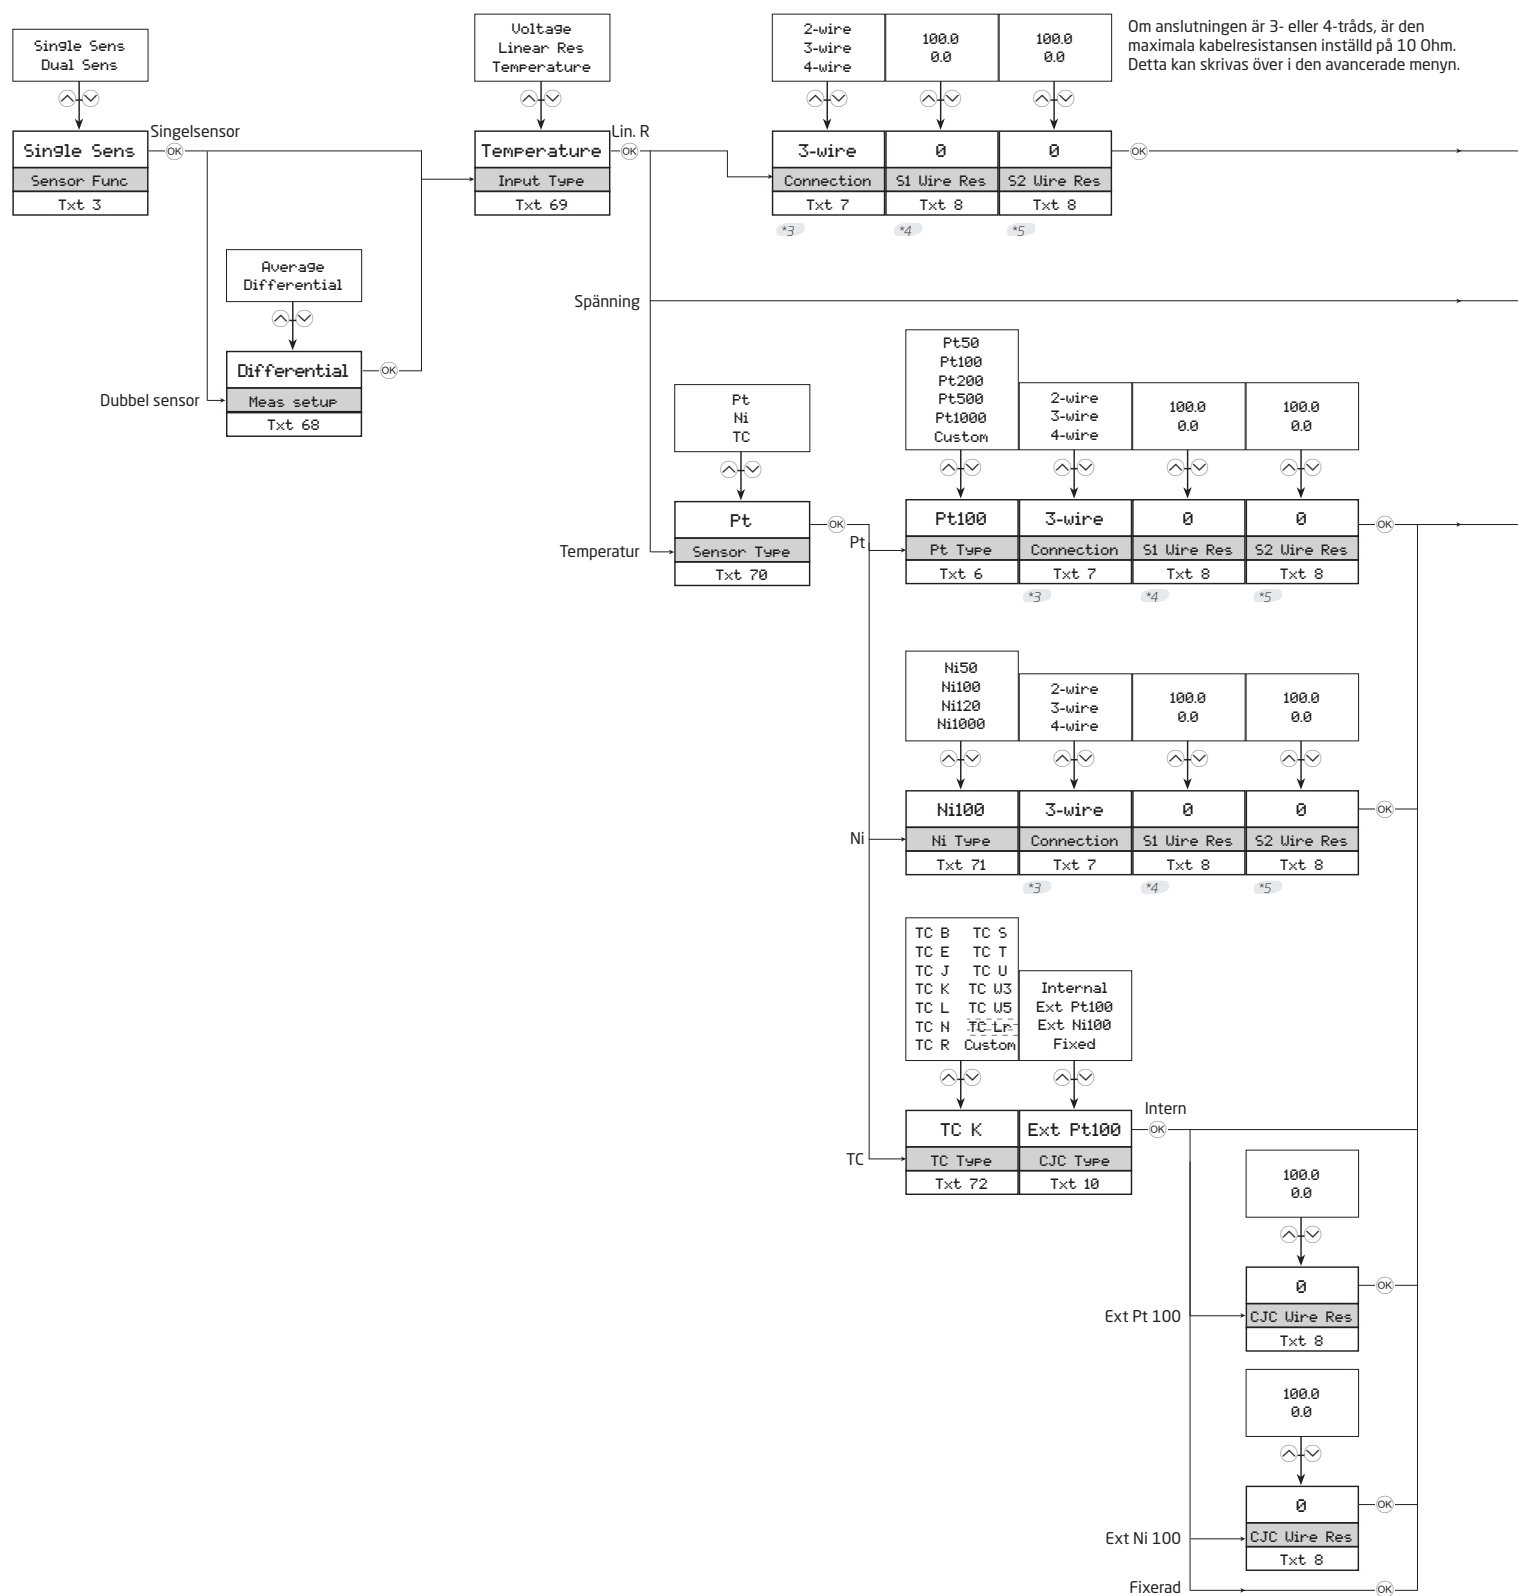 Om anslutningen är 3- eller 4-tråds, är den
maximala kabelresistansen inställd på 10 Ohm.
Detta kan skrivas över i den avancerade menyn.
Single Sens
Dual Sens
Singelsensor
Single Sens
OK
Sensor Func
Txt 3
Average
Differential
Differential
OK
Dubbel sensor
Meas setup
Txt 68
Voltage
Linear Res
Temperature
Lin. R
Temperature
OK
Input Type
Txt 69
2-wire
3-wire
4-wire
100.0
0.0
100.0
0.0
3-wire
0
0
OK
Connection
S1 Wire Res
S2 Wire Res
Txt 7
Txt 8
Txt 8
*3
*4
*5
Spänning
Temperatur
Pt
Ni
TC
Pt
OK
Sensor Type
Txt 70
Pt
Pt50
Pt100
Pt200
Pt500
Pt1000
Custom
2-wire
3-wire
4-wire
100.0
0.0
100.0
0.0
Pt100
3-wire
0
0
OK
Pt Type
Connection
S1 Wire Res
S2 Wire Res
Txt 6
Txt 7
Txt 8
Txt 8
*3
*4
*5
Ni
Ni50
Ni100
Ni120
Ni1000
2-wire
3-wire
4-wire
100.0
0.0
100.0
0.0
Ni100
3-wire
0
0
OK
Ni Type
Connection
S1 Wire Res
S2 Wire Res
Txt 71
Txt 7
Txt 8
Txt 8
*3
*4
*5
TC
TC B TC S
TC E TC T
TC J TC U
TC K TC W3
TC L TC W5
TC N TC Lr
TC R Custom
Internal
Ext Pt100
Ext Ni100
Fixed
Intern
TC K
Ext Pt100
OK
TC Type
CJC Type
Txt 72
Txt 10
100.0
0.0
0
OK
Ext Pt 100
CJC Wire Res
Txt 8
100.0
0.0
0
OK
Ext Ni 100
CJC Wire Res
Txt 8
Fixerad
OK